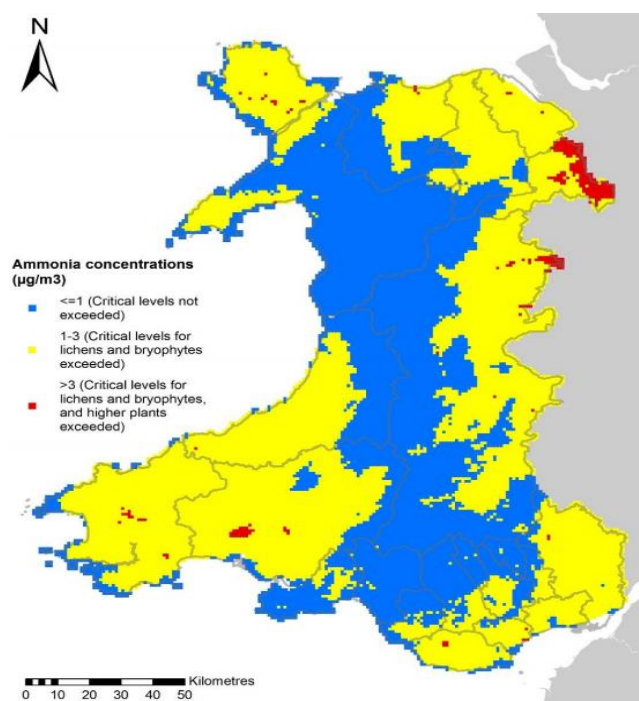 N
Ammonia concentrations
(µg/m3)
<=1 (Critical levels not
exceeded)
1-3 (Critical levels for
lichens and bryophytes
exceeded)
>3 (Critical levels for
lichens and bryophytes,
and higher plants
exceeded)
Kilometres
0 5 10 20 30 40 50